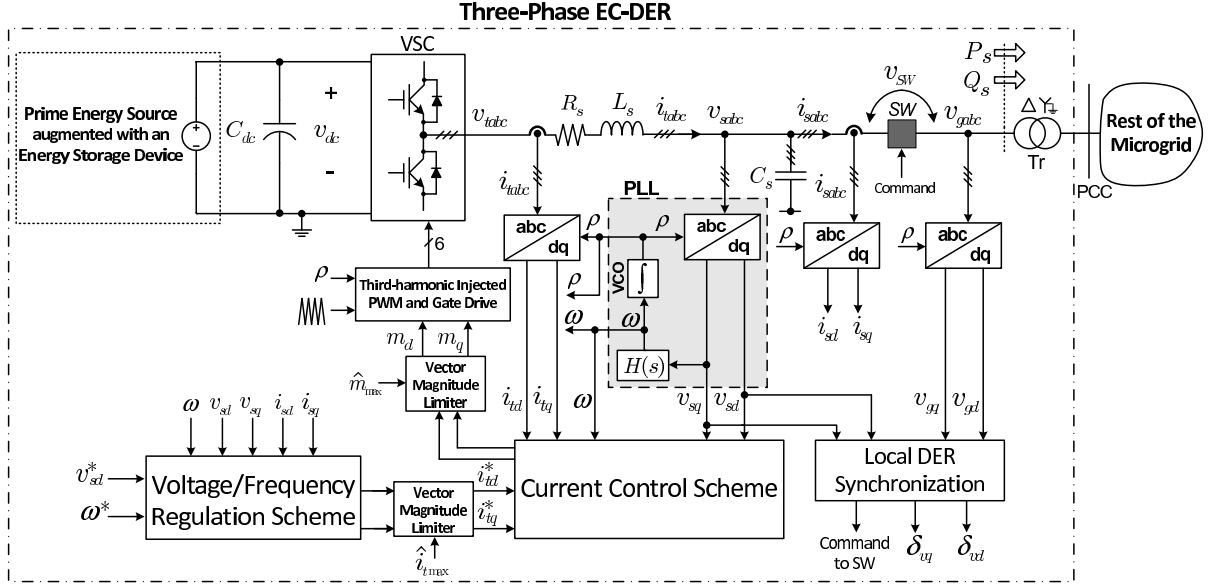 Three-Phase EC-DER
Prime Energy Source
augmented with an
Energy Storage Device
+
−
C_dc
+
v_dc
-
VSC
v_tabc
R_s
L_s
i_tabc
v_sabc
i_sabc
v_SW
SW
v_gabc
P_s
Q_s
Δ
Tr
PCC
Rest of the
Microgrid
Command
C_s
i_tabc
i_sabc
PLL
abc
dq
ρ
ρ
abc
dq
ρ
abc
dq
ρ
abc
dq
6
ρ
Third-harmonic Injected
PWM and Gate Drive
VCO
∫
ρ
ω
ω
H(s)
i_sd
i_sq
m_d
m_q
m̂_max
Vector
Magnitude
Limiter
i_td
i_tq
ω
v_sq
v_sd
v_gq
v_gd
ω
v_sd
v_sq
i_sd
i_sq
v*_sd
ω*
Voltage/Frequency
Regulation Scheme
Vector
Magnitude
Limiter
î_tmax
i*_td
i*_tq
Current Control Scheme
Local DER
Synchronization
Command
to SW
δ_vq
δ_vd